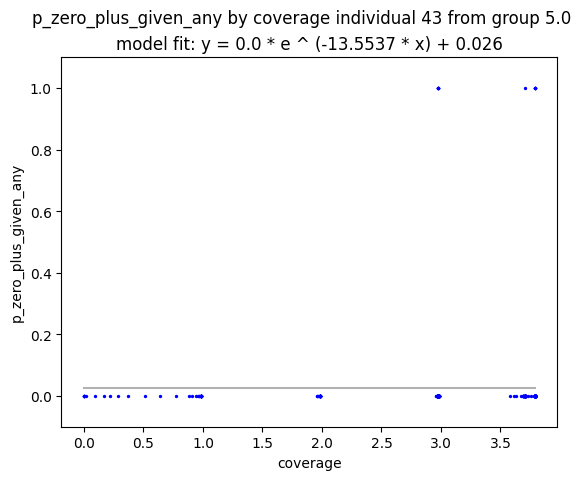 p_zero_plus_given_any by coverage individual 43 from group 5.0
model fit: y = 0.0 * e ^ (-13.5537 * x) + 0.026
1.0
0.8
0.6
0.4
0.2
0.0
p_zero_plus_given_any
0.0 0.5 1.0 1.5 2.0 2.5 3.0 3.5
coverage